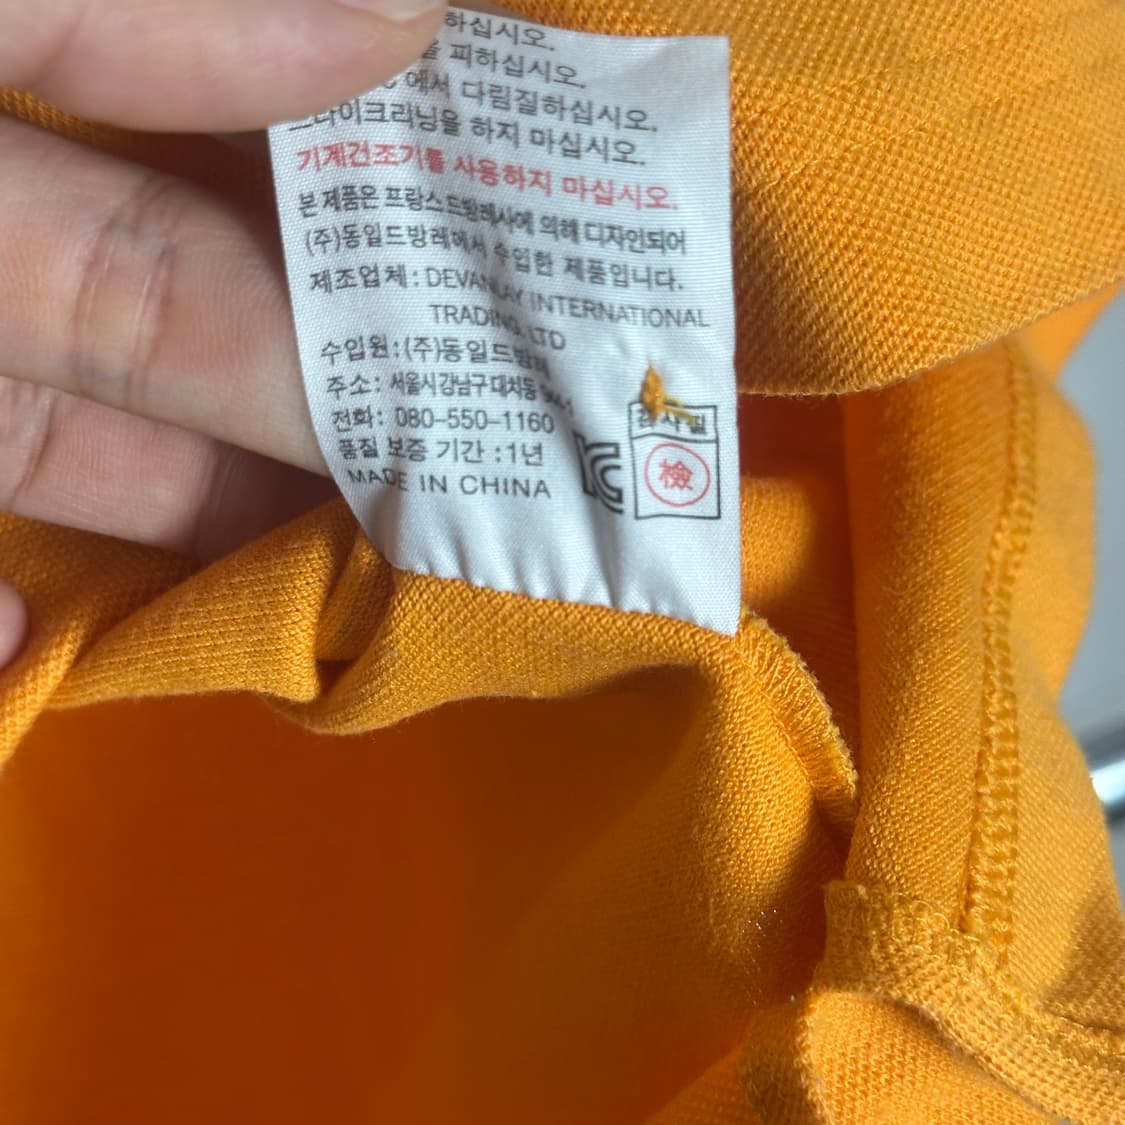 하십시오.
피하십시오.
에서 다림질하십시오.
드라이크리닝을 하지 마십시오.
기계건조기를 사용하지 마십시오.
본 제품은 프랑스 드방레사에 의해 디자인되어
(주)동일드방레에서 수입한 제품입니다.
제조업체: DEVANLAY INTERNATIONAL
TRADING. LTD
수입원:(주)동일드방레
주소: 서울시강남구대치동
전화: 080-550-1160
품질 보증 기간 :1년
MADE IN CHINA
검사필
檢